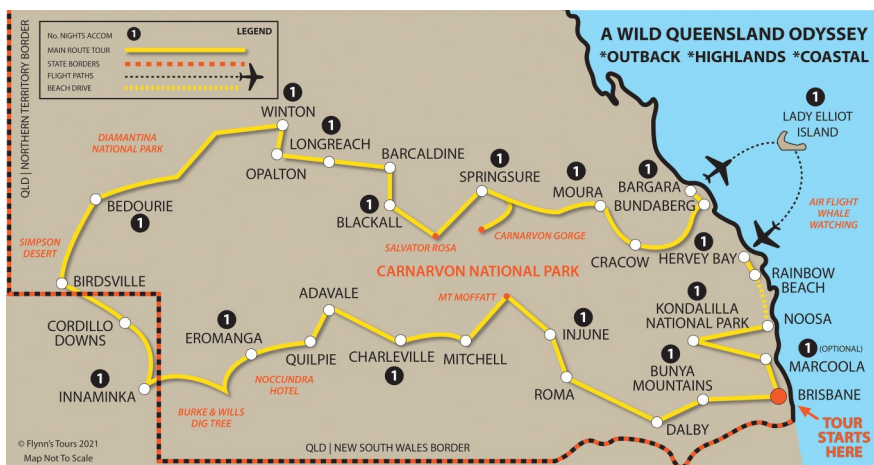 No. NIGHTS ACCOM 1 LEGEND
MAIN ROUTE TOUR
STATE BORDERS
FLIGHT PATHS
BEACH DRIVE
A WILD QUEENSLAND ODYSSEY
*OUTBACK *HIGHLANDS *COASTAL
QLD | NORTHERN TERRITORY BORDER
1
LADY ELLIOT
ISLAND
1
WINTON
1
LONGREACH
DIAMANTINA
NATIONAL PARK
OPALTON
BARCALDINE
1
SPRINGSURE
1
MOURA
1
BARGARA
BUNDABERG
AIR FLIGHT
WHALE
WATCHING
BEDOURIE
1
1
BLACKALL
SALVATOR ROSA
CARNARVON GORGE
SIMPSON
DESERT
CRACOW
1
HERVEY BAY
CARNARVON NATIONAL PARK
BIRDSVILLE
RAINBOW
BEACH
ADAVALE
MT MOFFATT
1
KONDALILLA
NATIONAL PARK
NOOSA
CORDILLO
DOWNS
1
EROMANGA
QUILPIE
CHARLEVILLE
1
MITCHELL
1
INJUNE
1 (OPTIONAL)
MARCOOLA
1
BUNYA
MOUNTAINS
1
INNAMINKA
NOCCUNDRA
HOTEL
ROMA
BRISBANE
BURKE & WILLS
DIG TREE
DALBY
TOUR
STARTS
HERE
QLD | NEW SOUTH WALES BORDER
© Flynn's Tours 2021
Map Not To Scale